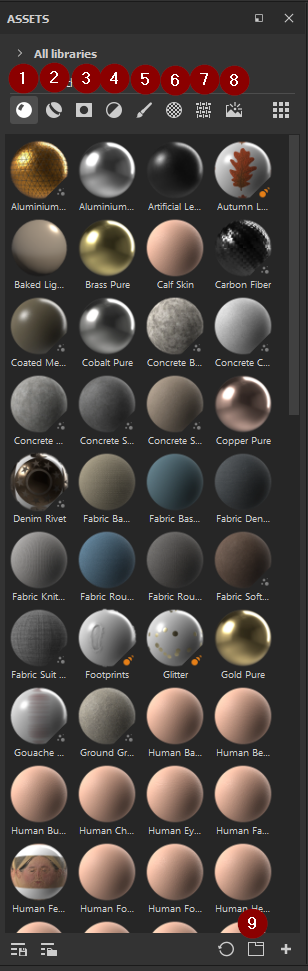 ASSETS
All libraries
1 2 3 4 5 6 7 8
Aluminium... Aluminium... Artificial Le... Autumn L...
Baked Lig... Brass Pure Calf Skin Carbon Fiber
Coated Me... Cobalt Pure Concrete B... Concrete C...
Concrete ... Concrete S... Concrete S... Copper Pure
Denim Rivet Fabric Ba... Fabric Bas... Fabric Den...
Fabric Knit... Fabric Rou... Fabric Rou... Fabric Soft...
Fabric Suit ... Footprints Glitter Gold Pure
Gouache ... Ground Gr... Human Ba... Human Be...
Human Bu... Human Ch... Human Ey... Human Fa...
Human Fe... Human Fo... Human Fo... Human He...
9